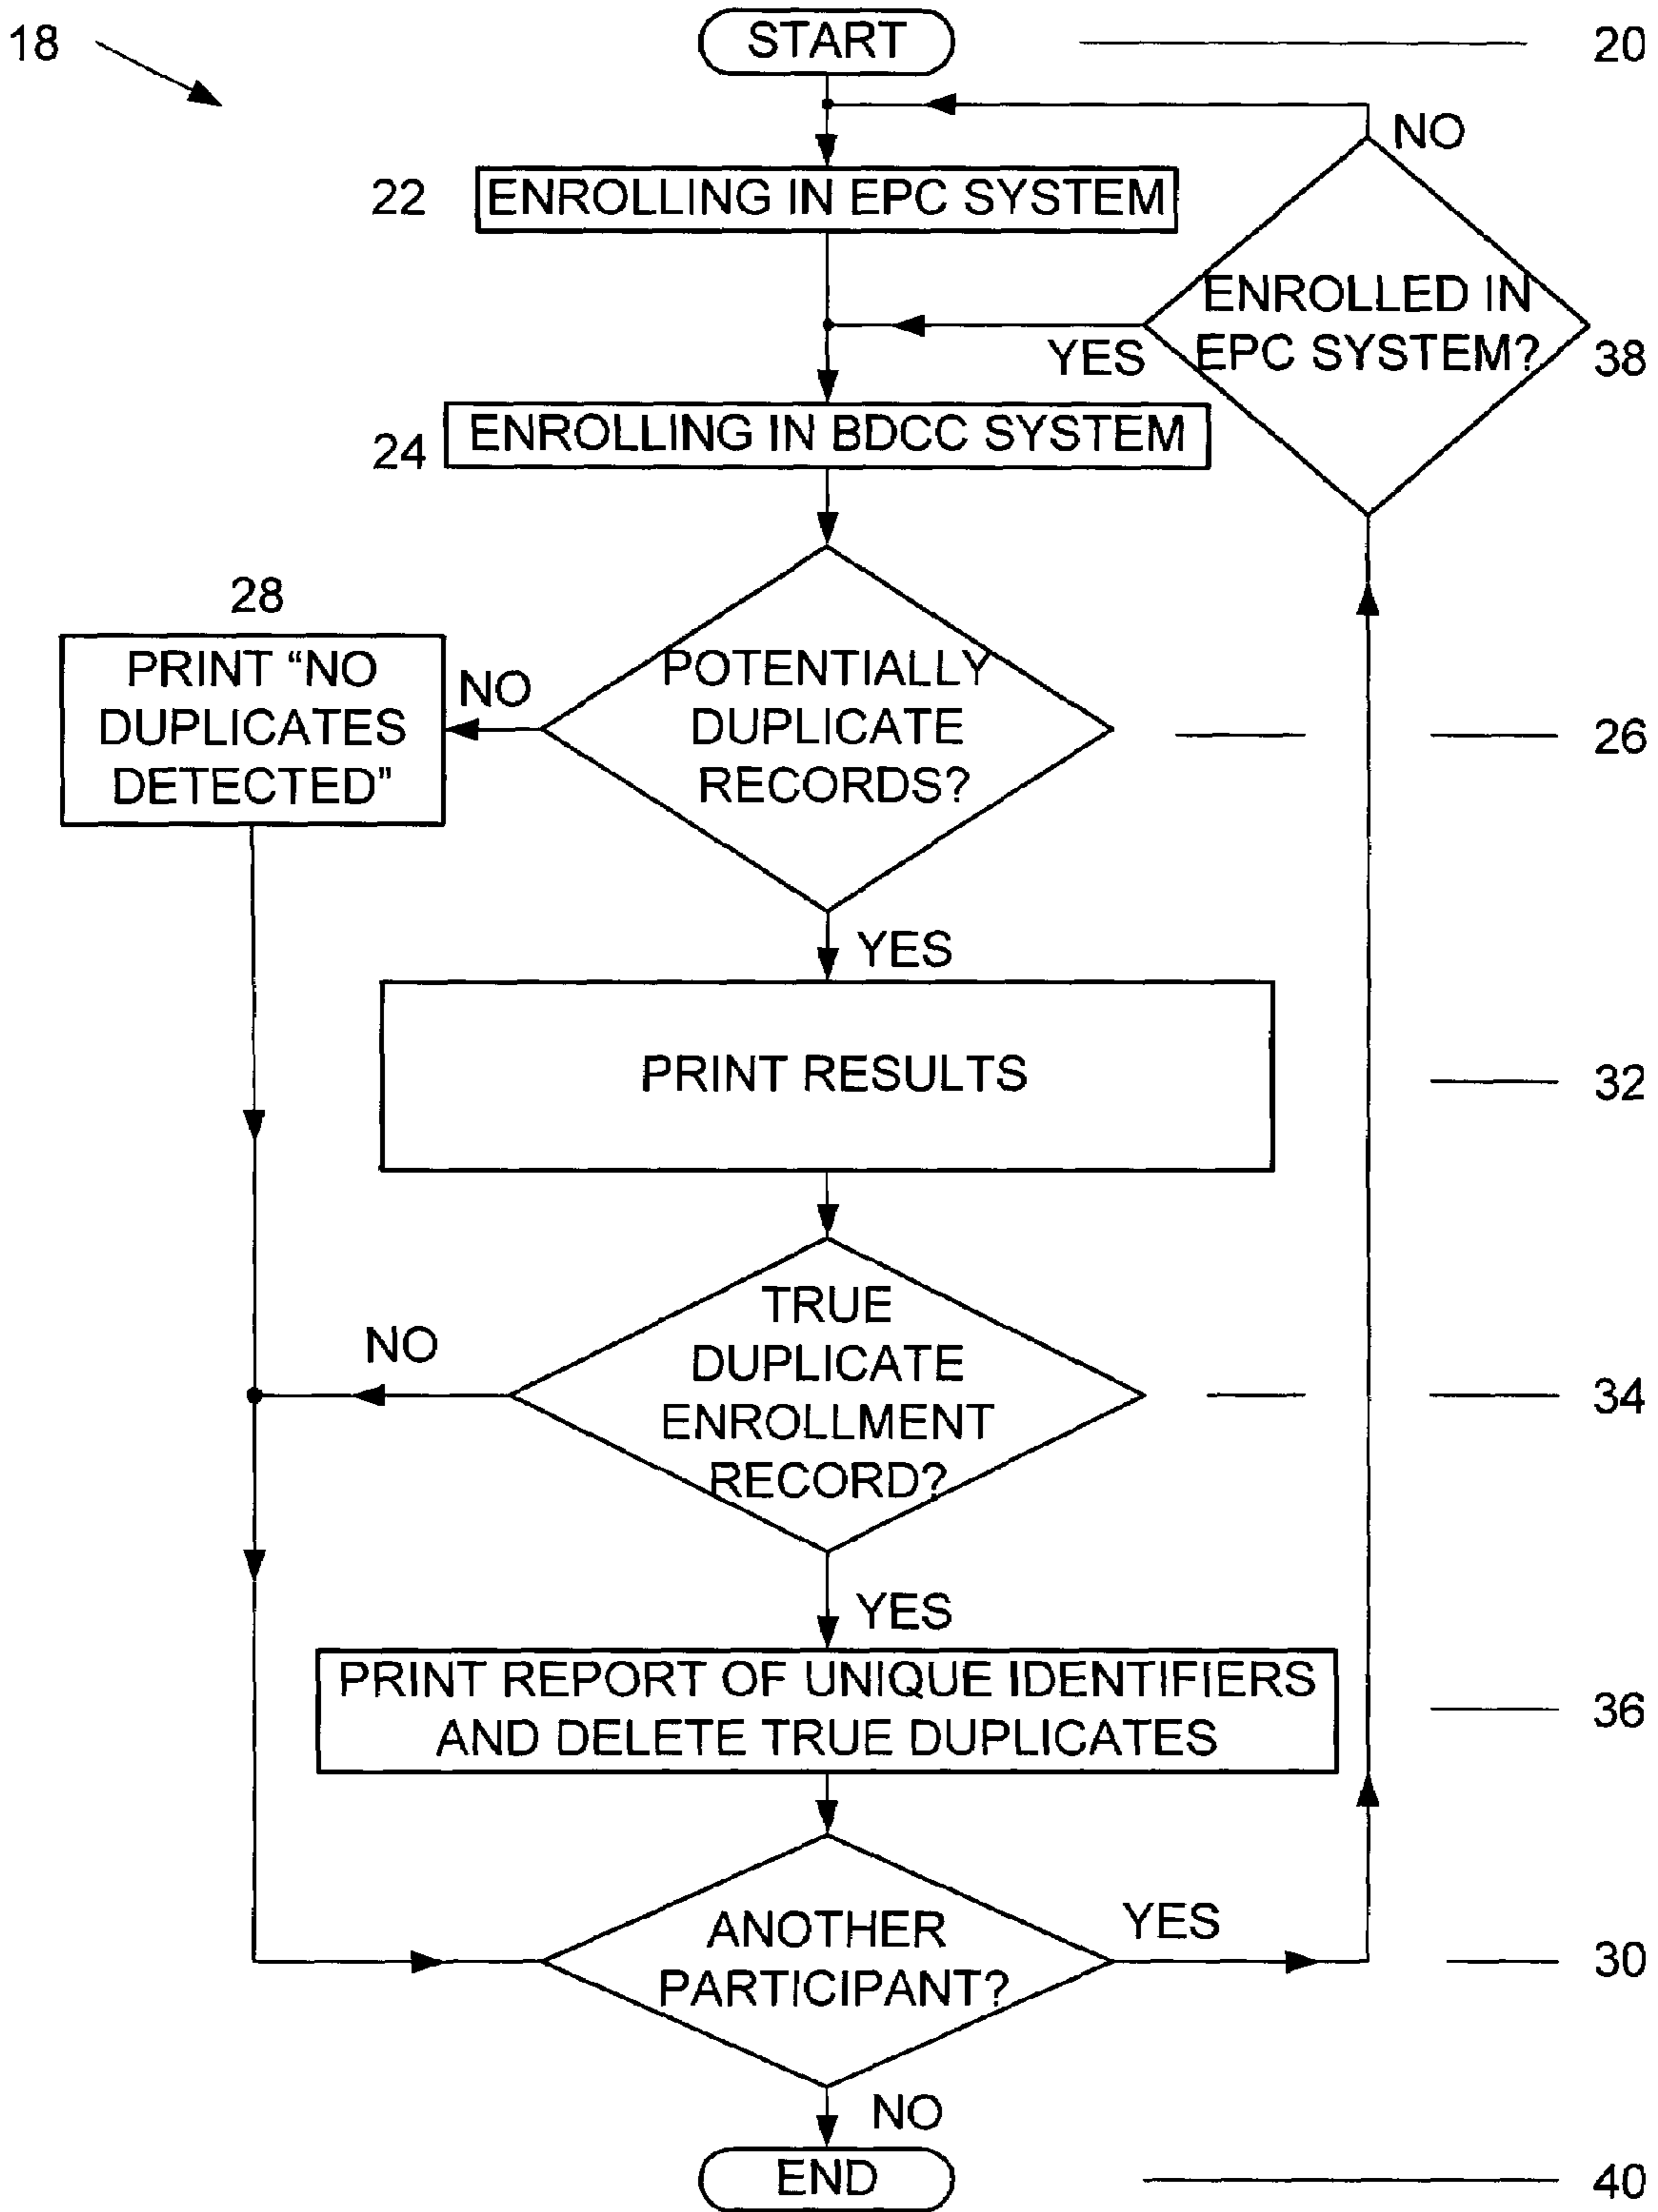 18
START
20
NO
22
ENROLLING IN EPC SYSTEM
ENROLLED IN
EPC SYSTEM?
38
YES
24
ENROLLING IN BDCC SYSTEM
28
PRINT “NO
DUPLICATES
DETECTED”
NO
POTENTIALLY
DUPLICATE
RECORDS?
26
YES
PRINT RESULTS
32
TRUE
DUPLICATE
ENROLLMENT
RECORD?
NO
34
YES
PRINT REPORT OF UNIQUE IDENTIFIERS
AND DELETE TRUE DUPLICATES
36
ANOTHER
PARTICIPANT?
YES
30
NO
END
40